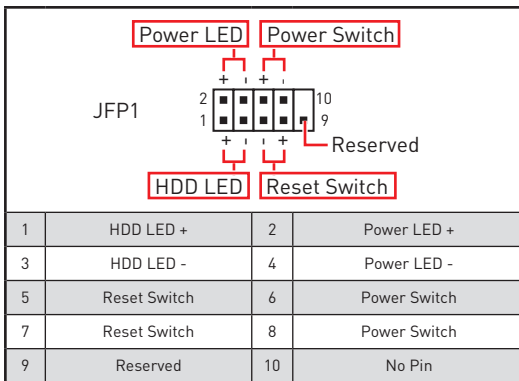 Power LED Power Switch
+ - + -
JFP1
2 10
1 9
+ - - +
Reserved
HDD LED Reset Switch
1 HDD LED + 2 Power LED +
3 HDD LED - 4 Power LED -
5 Reset Switch 6 Power Switch
7 Reset Switch 8 Power Switch
9 Reserved 10 No Pin